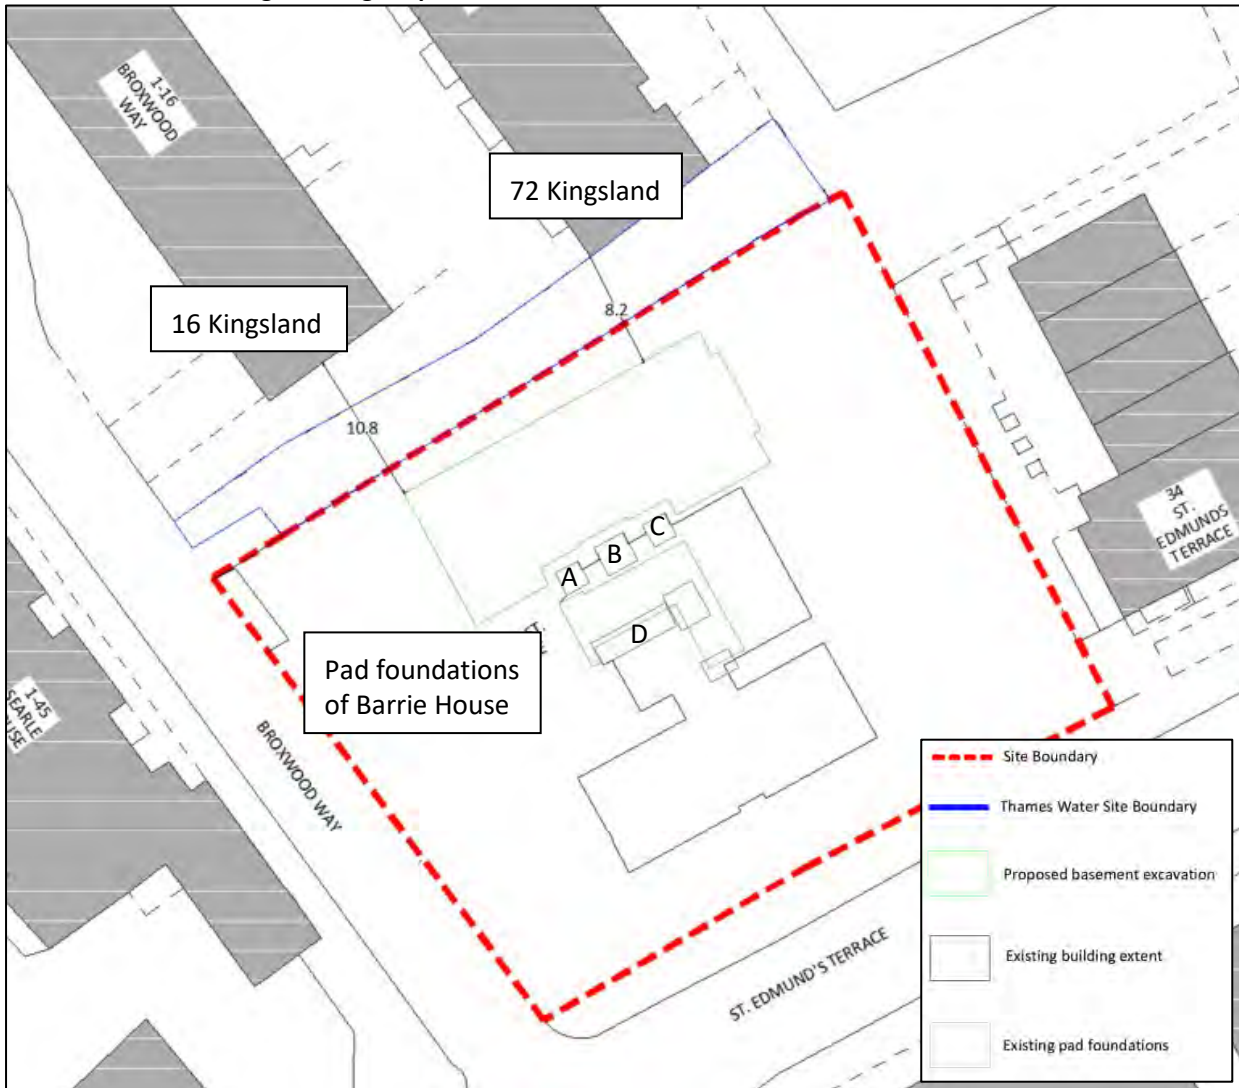 1-16
BROXWOOD
WAY
72 Kingsland
16 Kingsland
8.2
10.8
A
B
C
D
34
ST.
EDMUNDS
TERRACE
Pad foundations
of Barrie House
1-45
SEARLE
BROXWOOD WAY
ST. EDMUND'S TERRACE
Site Boundary
Thames Water Site Boundary
Proposed basement excavation
Existing building extent
Existing pad foundations